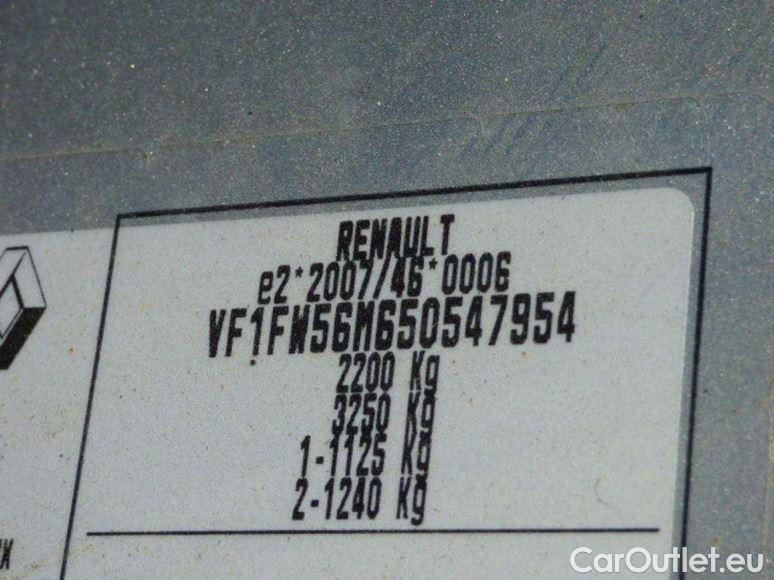 RENAULT
e2*2007/46*0006
VF1FW56M650547954
2200 Kg
3250 Kg
1-1125 Kg
2-1240 Kg
CarOutlet.eu